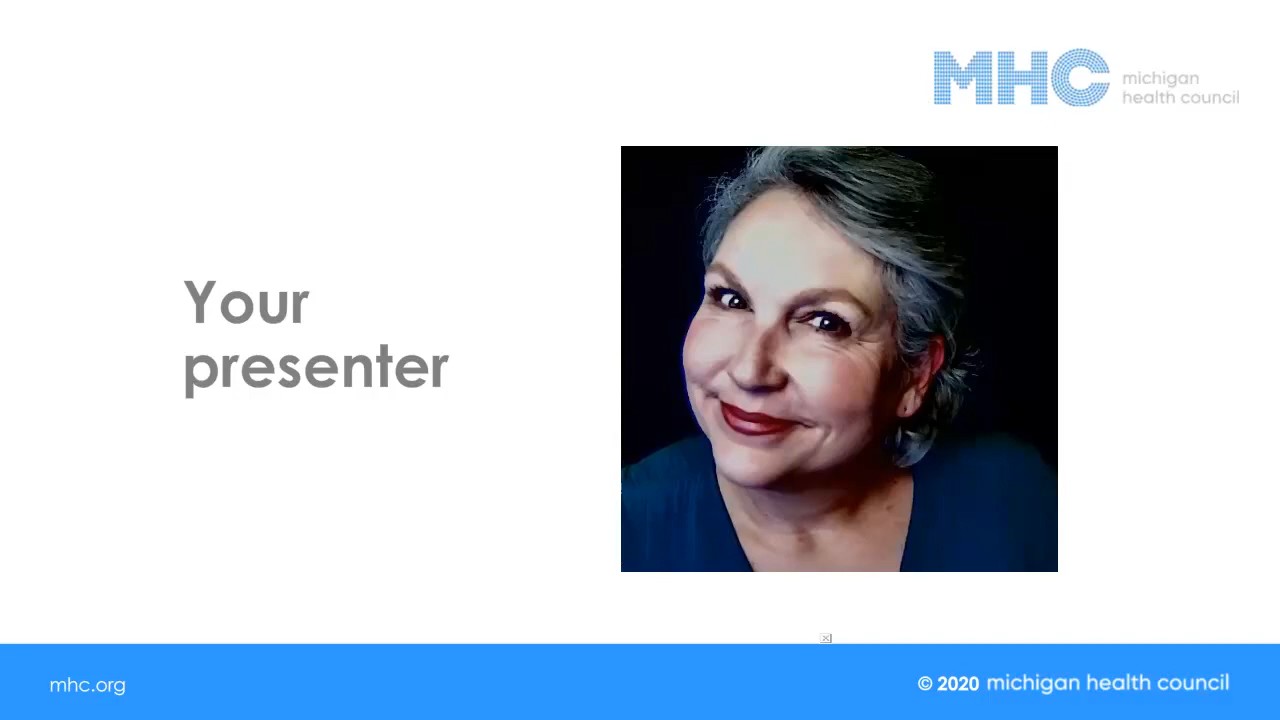 MHC
michigan
health council
Your
presenter
mhc.org
© 2020 michigan health council